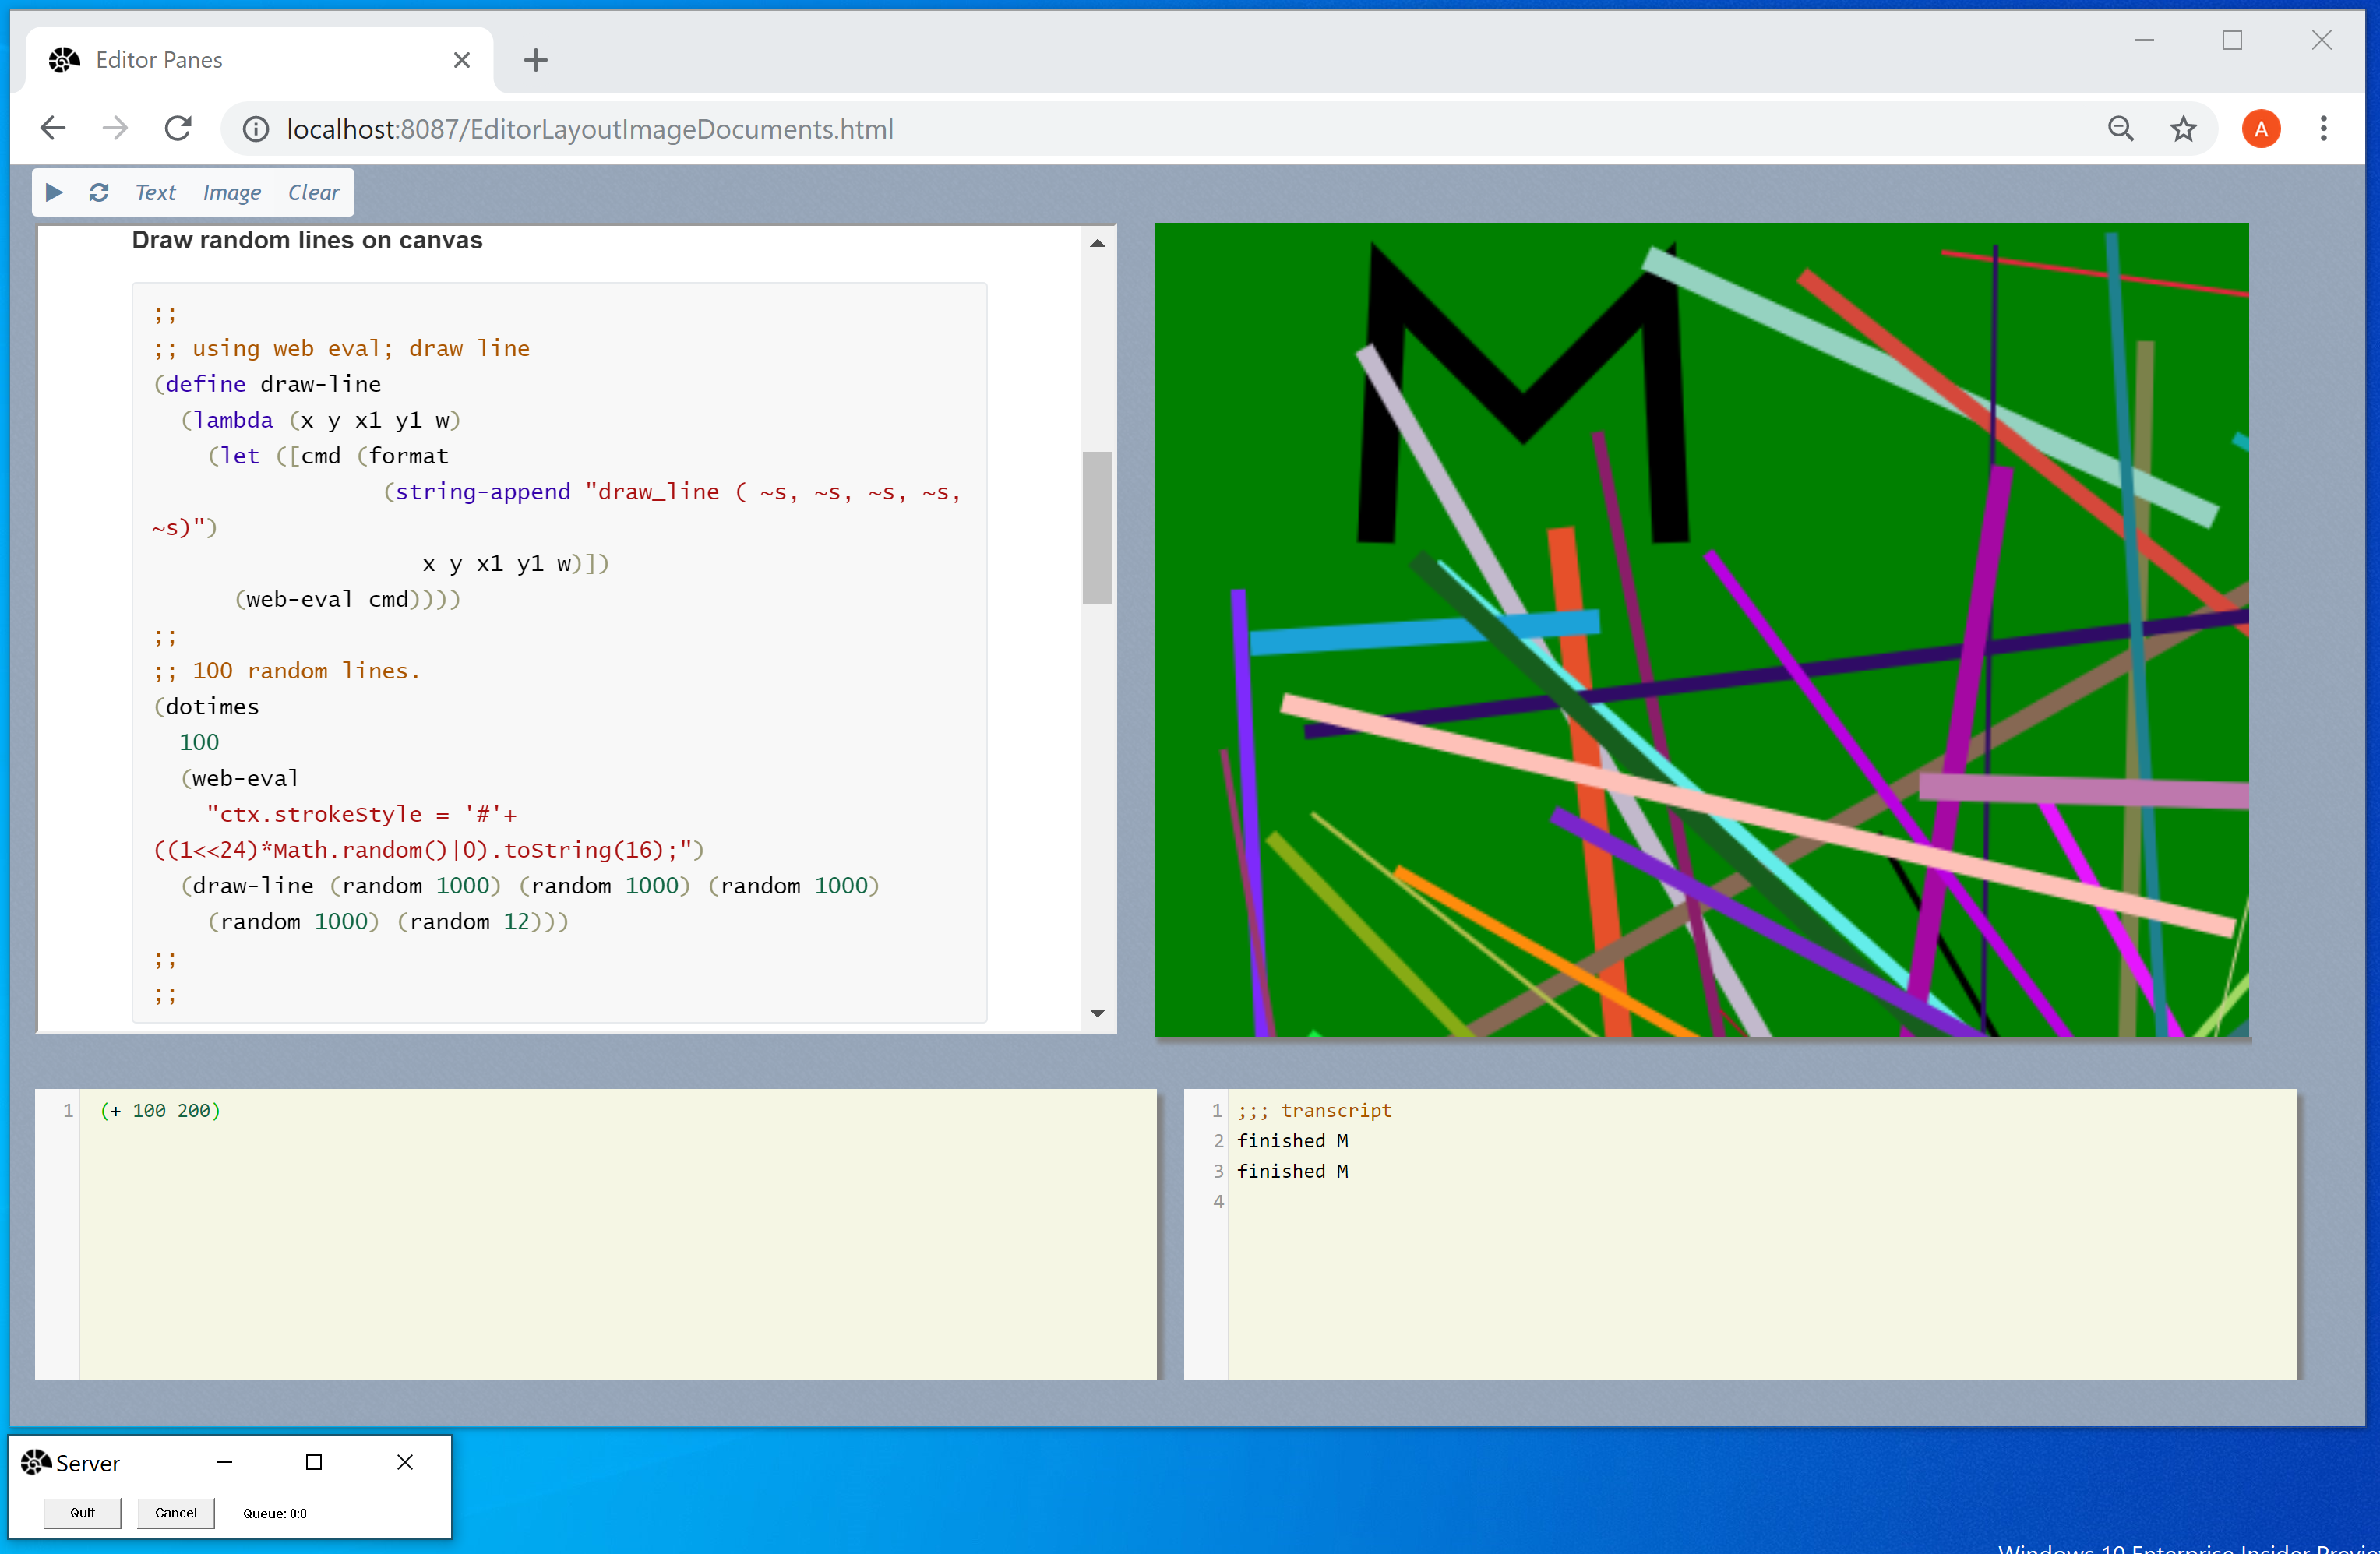 Editor Panes
localhost:8087/EditorLayoutImageDocuments.html
A
Text Image Clear
Draw random lines on canvas
;;
;; using web eval; draw line
(define draw-line
(lambda (x y x1 y1 w)
(let ([cmd (format
(string-append "draw_line ( ~s, ~s, ~s, ~s,
~s)")
x y x1 y1 w)])
(web-eval cmd))))
;;
;; 100 random lines.
(dotimes
100
(web-eval
"ctx.strokeStyle = '#'+
((1<<24)*Math.random()|0).toString(16);")
(draw-line (random 1000) (random 1000) (random 1000)
(random 1000) (random 12)))
;;
;;
M
1 (+ 100 200)
1 ;;; transcript
2 finished M
3 finished M
4
Server
Quit Cancel Queue: 0:0
Windows 10 Enterprise Insider